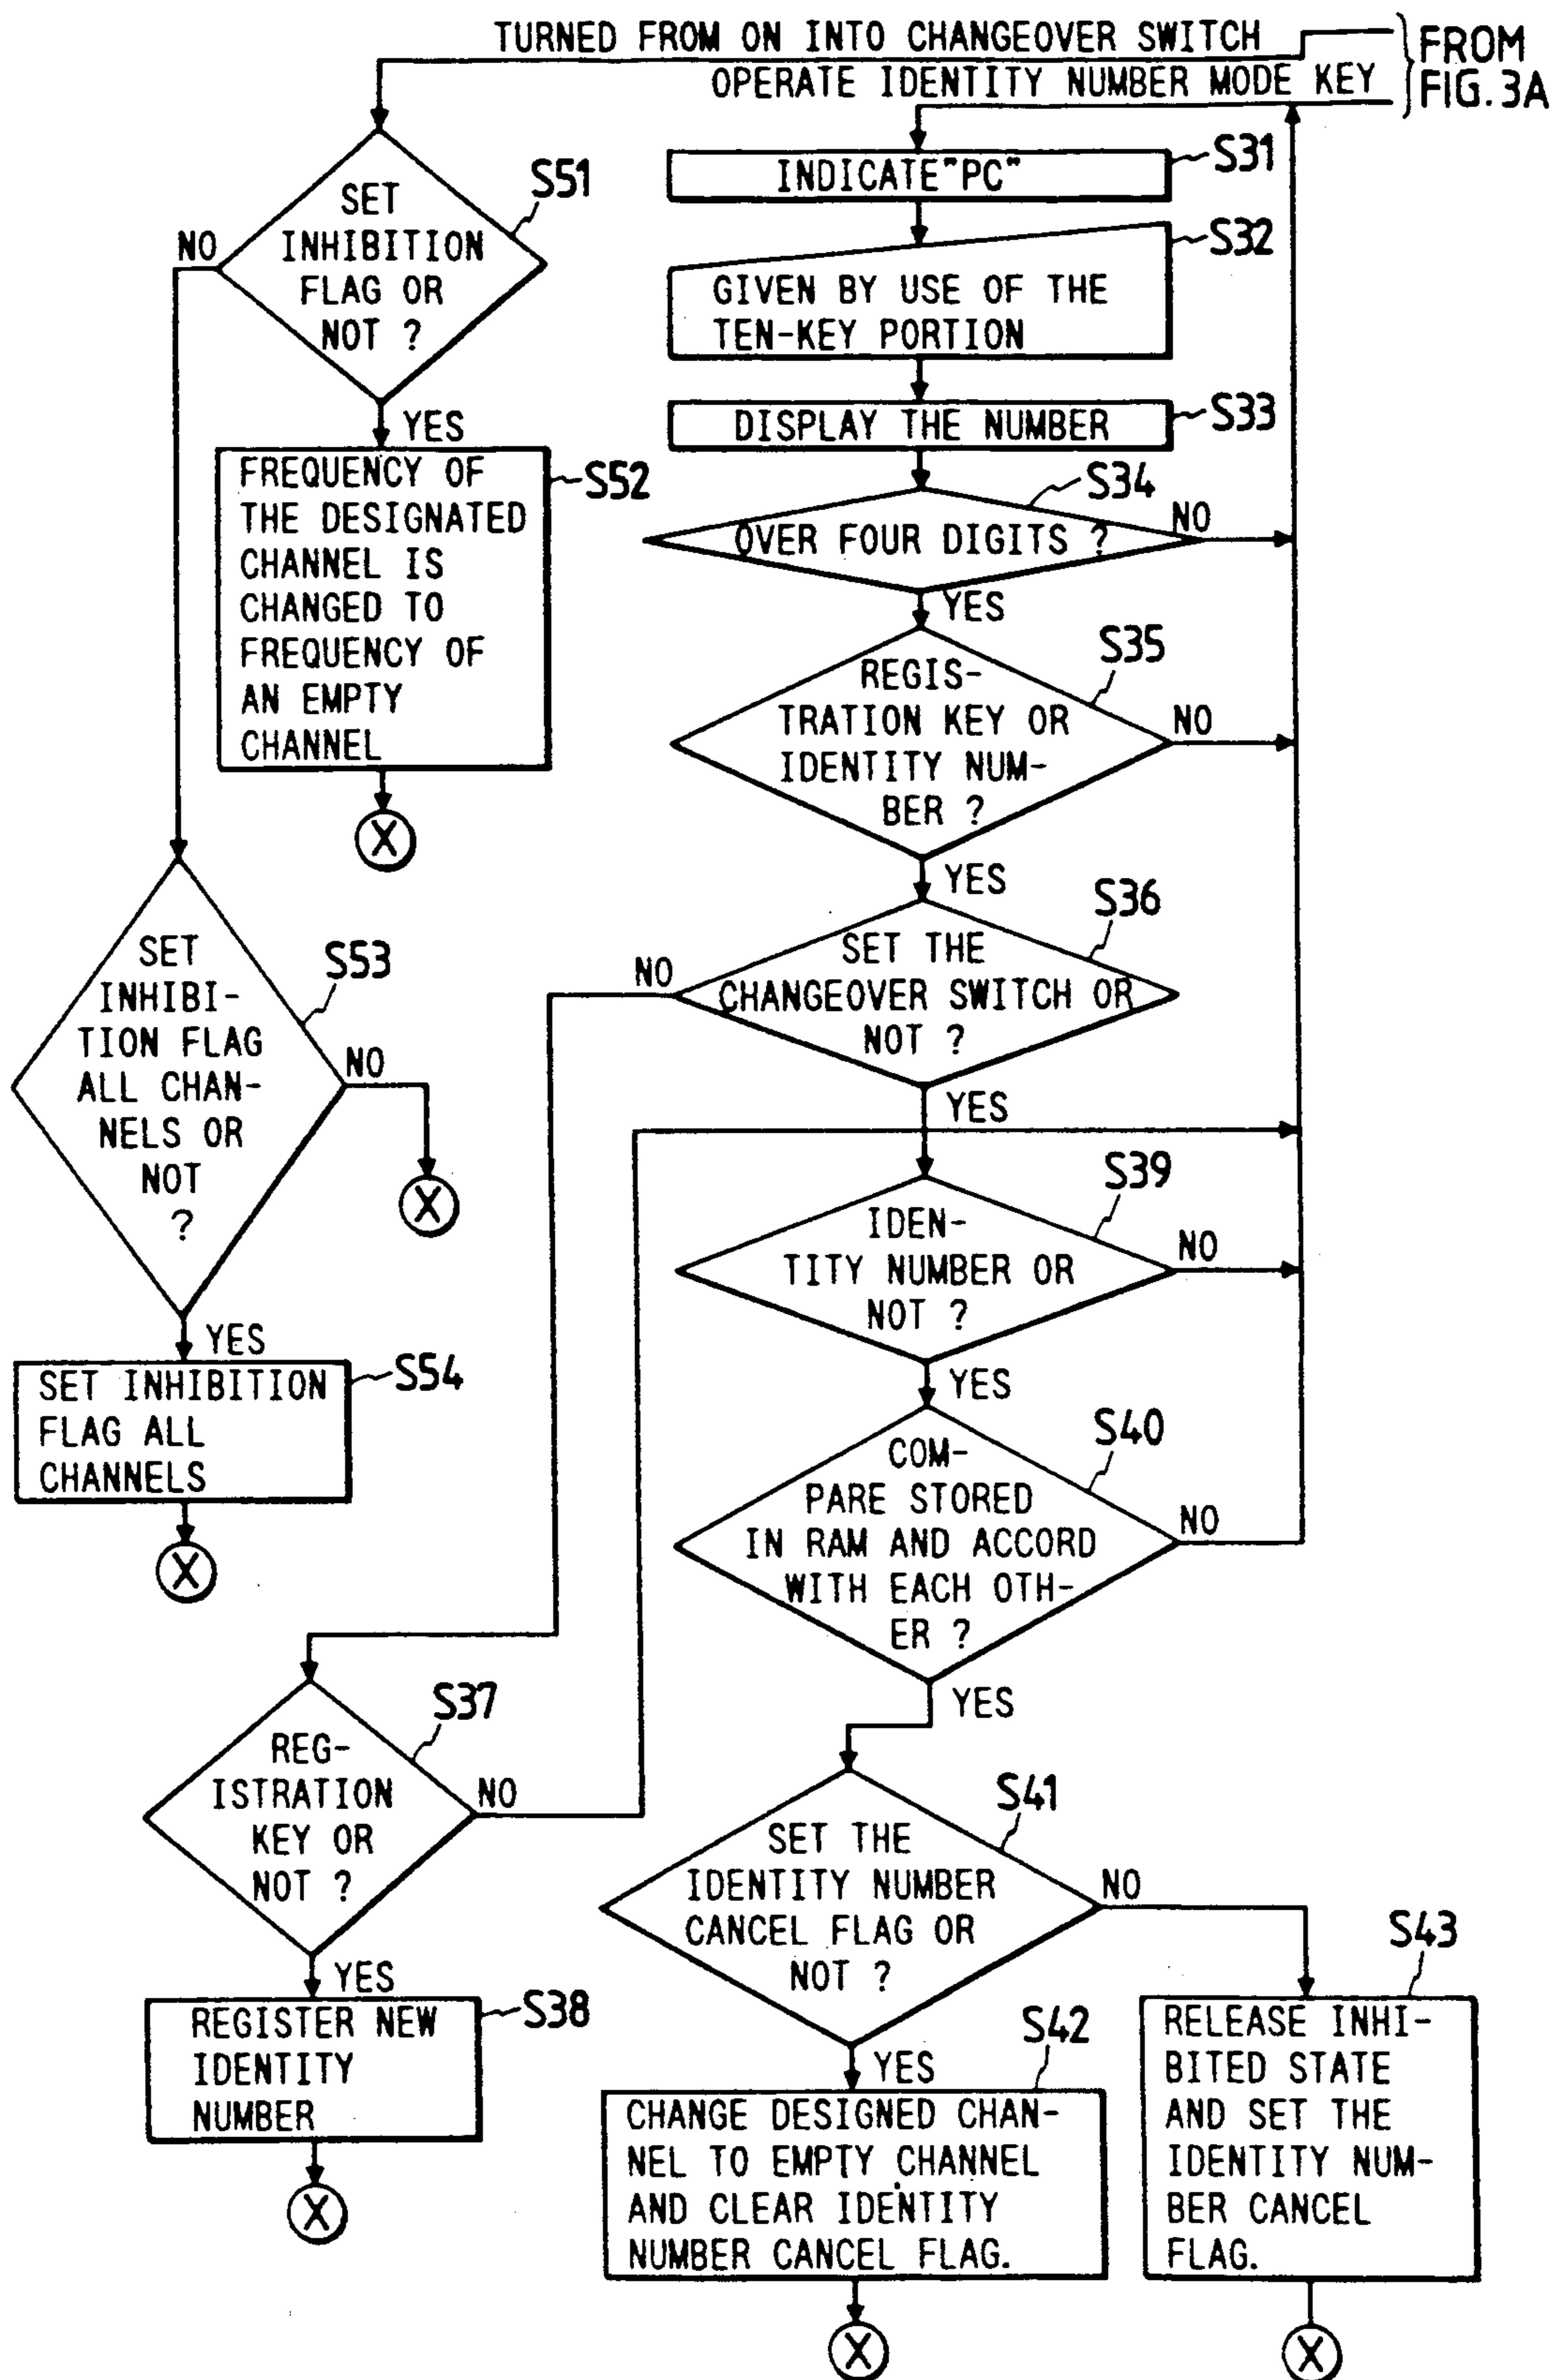 TURNED FROM ON INTO CHANGEOVER SWITCH
OPERATE IDENTITY NUMBER MODE KEY
FROM
FIG.3A
SET
INHIBITION
FLAG OR
NOT ?
S51
NO
YES
FREQUENCY OF
THE DESIGNATED
CHANNEL IS
CHANGED TO
FREQUENCY OF
AN EMPTY
CHANNEL
S52
X
SET
INHIBI-
TION FLAG
ALL CHAN-
NELS OR
NOT
?
S53
NO
X
YES
SET INHIBITION
FLAG ALL
CHANNELS
S54
X
INDICATE"PC"
S31
GIVEN BY USE OF THE
TEN-KEY PORTION
S32
DISPLAY THE NUMBER
S33
OVER FOUR DIGITS ?
S34
NO
YES
REGIS-
TRATION KEY OR
IDENTITY NUM-
BER ?
S35
NO
YES
SET THE
CHANGEOVER SWITCH OR
NOT ?
S36
NO
YES
IDEN-
TITY NUMBER OR
NOT ?
S39
NO
YES
COM-
PARE STORED
IN RAM AND ACCORD
WITH EACH OTH-
ER ?
S40
NO
YES
REG-
ISTRATION
KEY OR
NOT ?
S37
NO
YES
REGISTER NEW
IDENTITY
NUMBER
S38
X
SET THE
IDENTITY NUMBER
CANCEL FLAG OR
NOT ?
S41
NO
YES
CHANGE DESIGNED CHAN-
NEL TO EMPTY CHANNEL
AND CLEAR IDENTITY
NUMBER CANCEL FLAG.
S42
X
RELEASE INHI-
BITED STATE
AND SET THE
IDENTITY NUM-
BER CANCEL
FLAG.
S43
X